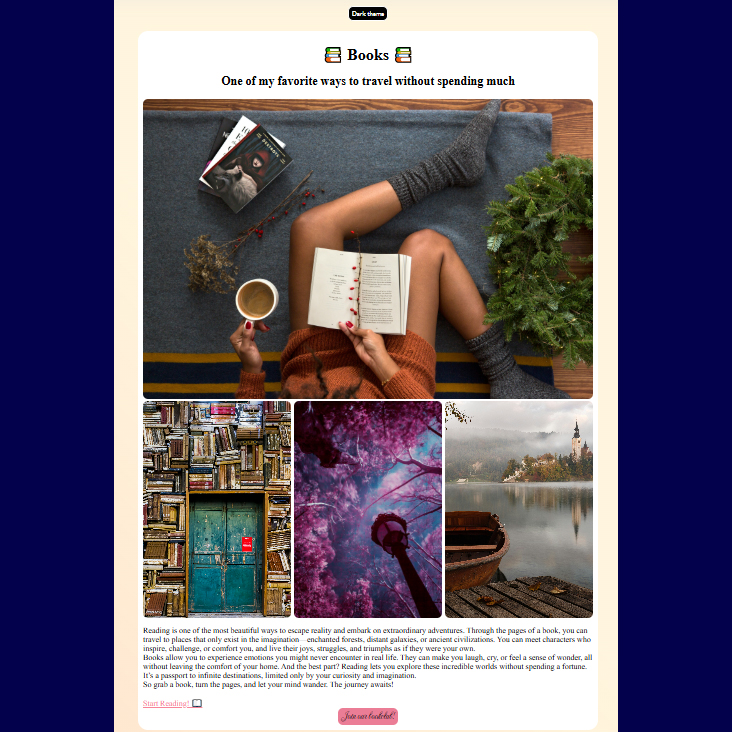 Dark theme
📚 Books 📚
One of my favorite ways to travel without spending much
Reading is one of the most beautiful ways to escape reality and embark on extraordinary adventures. Through the pages of a book, you can
travel to places that only exist in the imagination—enchanted forests, distant galaxies, or ancient civilizations. You can meet characters who
inspire, challenge, or comfort you, and live their joys, struggles, and triumphs as if they were your own.
Books allow you to experience emotions you might never encounter in real life. They can make you laugh, cry, or feel a sense of wonder, all
without leaving the comfort of your home. And the best part? Reading lets you explore these incredible worlds without spending a fortune.
It's a passport to infinite destinations, limited only by your curiosity and imagination.
So grab a book, turn the pages, and let your mind wander. The journey awaits!
Start Reading! 📖
Join our bookclub!